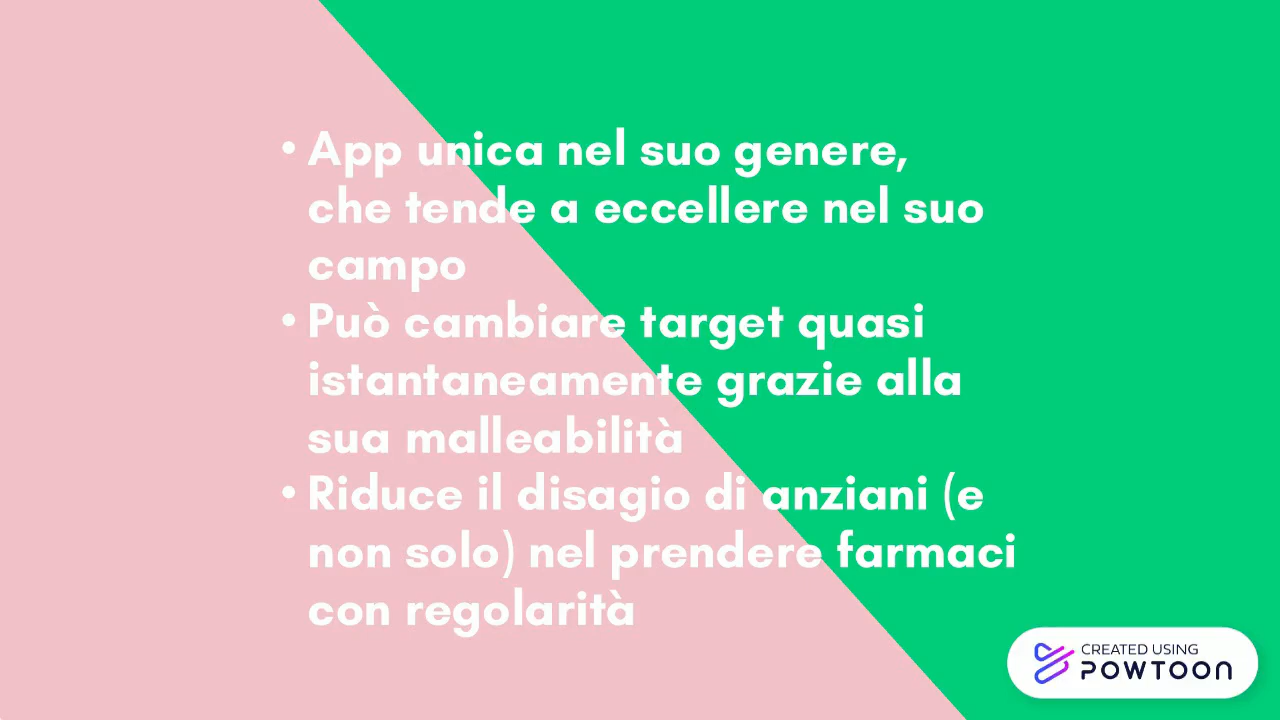 • App unica nel suo genere,
che tende a eccellere nel suo
campo
• Può cambiare target quasi
istantaneamente grazie alla
sua malleabilità
• Riduce il disagio di anziani (e
non solo) nel prendere farmaci
con regolarità
CREATED USING
POWTOON